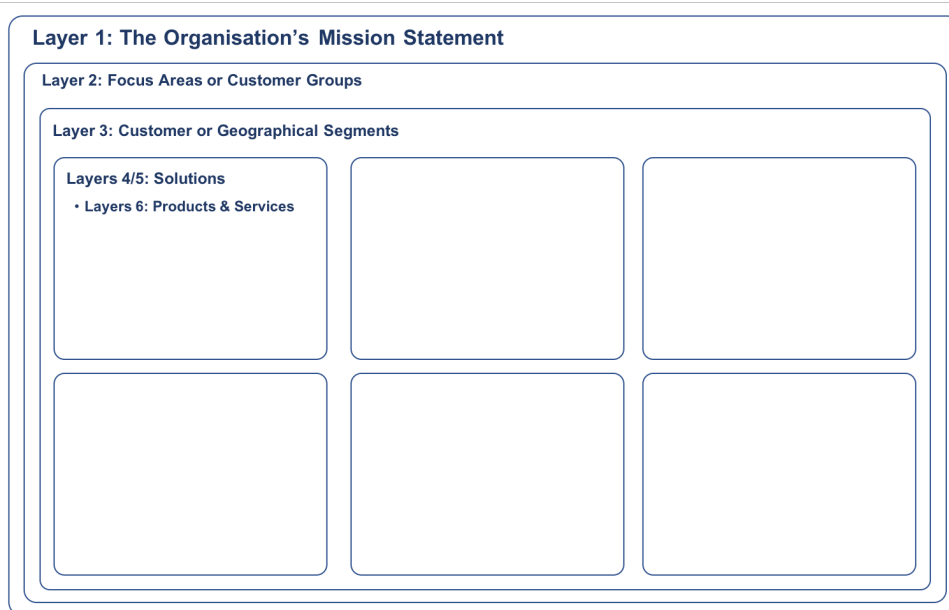 Layer 1: The Organisation’s Mission Statement
Layer 2: Focus Areas or Customer Groups
Layer 3: Customer or Geographical Segments
Layers 4/5: Solutions
• Layers 6: Products & Services